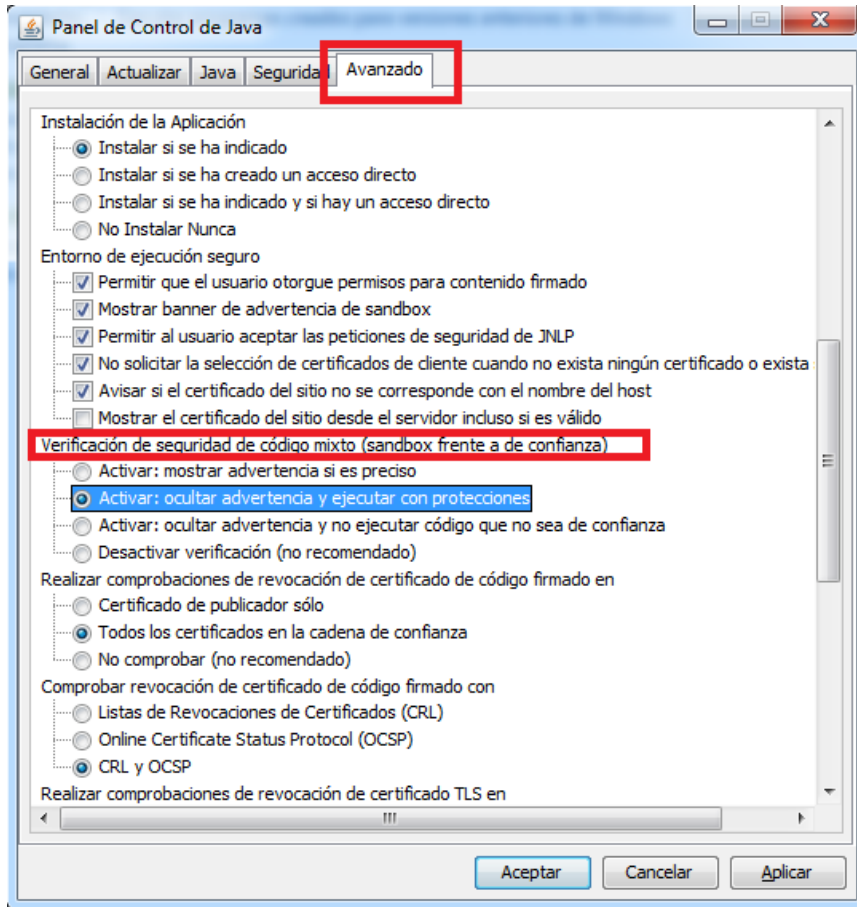 Panel de Control de Java
General Actualizar Java Seguridad Avanzado
Instalación de la Aplicación
Instalar si se ha indicado
Instalar si se ha creado un acceso directo
Instalar si se ha indicado y si hay un acceso directo
No Instalar Nunca
Entorno de ejecución seguro
Permitir que el usuario otorgue permisos para contenido firmado
Mostrar banner de advertencia de sandbox
Permitir al usuario aceptar las peticiones de seguridad de JNLP
No solicitar la selección de certificados de cliente cuando no exista ningún certificado o exista
Avisar si el certificado del sitio no se corresponde con el nombre del host
Mostrar el certificado del sitio desde el servidor incluso si es válido
Verificación de seguridad de código mixto (sandbox frente a de confianza)
Activar: mostrar advertencia si es preciso
Activar: ocultar advertencia y ejecutar con protecciones
Activar: ocultar advertencia y no ejecutar código que no sea de confianza
Desactivar verificación (no recomendado)
Realizar comprobaciones de revocación de certificado de código firmado en
Certificado de publicador sólo
Todos los certificados en la cadena de confianza
No comprobar (no recomendado)
Comprobar revocación de certificado de código firmado con
Listas de Revocaciones de Certificados (CRL)
Online Certificate Status Protocol (OCSP)
CRL y OCSP
Realizar comprobaciones de revocación de certificado TLS en
Aceptar Cancelar Aplicar